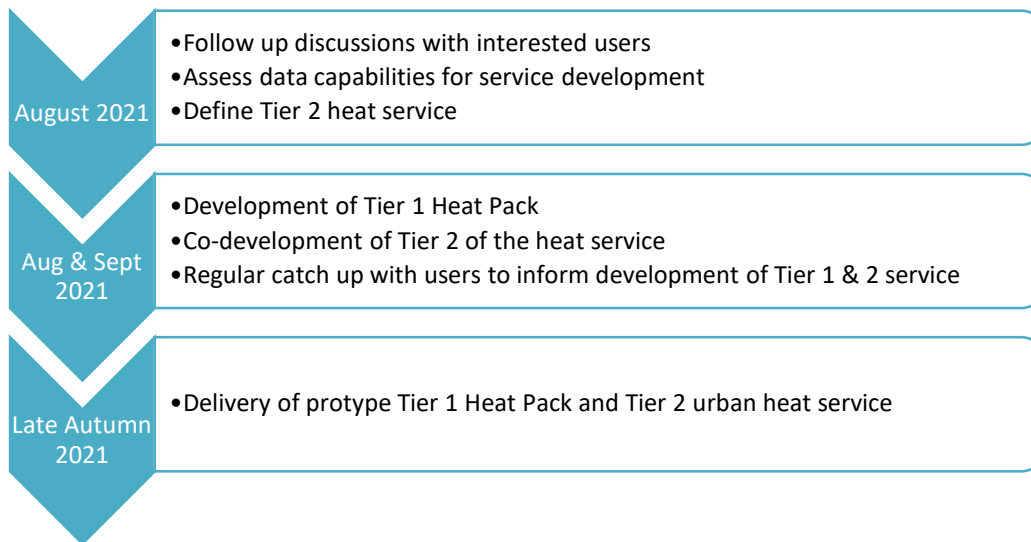 August 2021
•Follow up discussions with interested users
•Assess data capabilities for service development
•Define Tier 2 heat service
Aug & Sept
2021
•Development of Tier 1 Heat Pack
•Co-development of Tier 2 of the heat service
•Regular catch up with users to inform development of Tier 1 & 2 service
Late Autumn
2021
•Delivery of protype Tier 1 Heat Pack and Tier 2 urban heat service